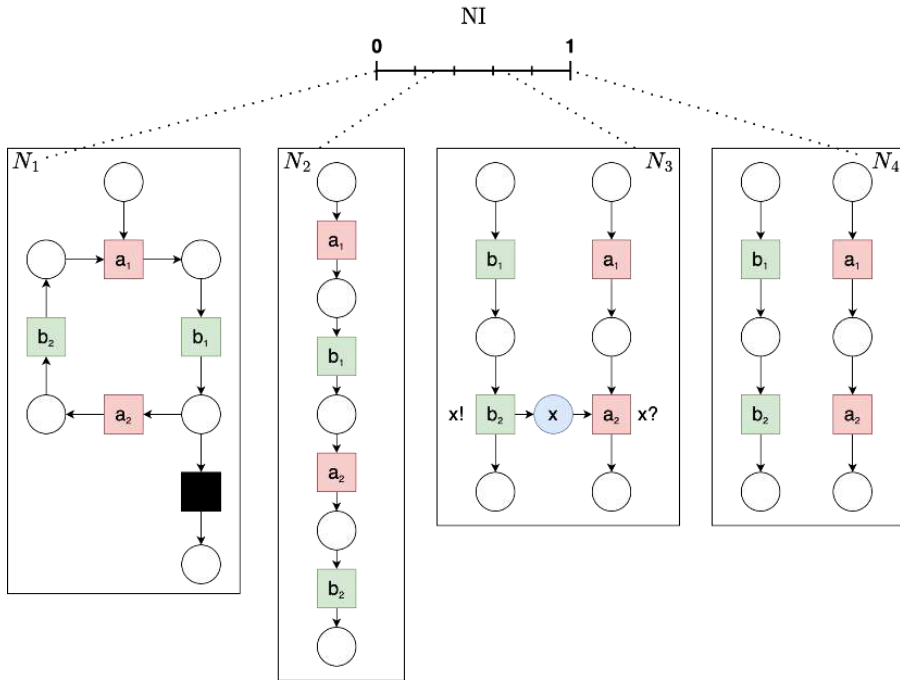 NI
0 1
N₁ N₂ N₃ N₄
a₁
b₁ a₁ b₁ a₁
a₁
b₂ b₁
b₁
a₂
x! b₂ x a₂ x? b₂ a₂
a₂
b₂